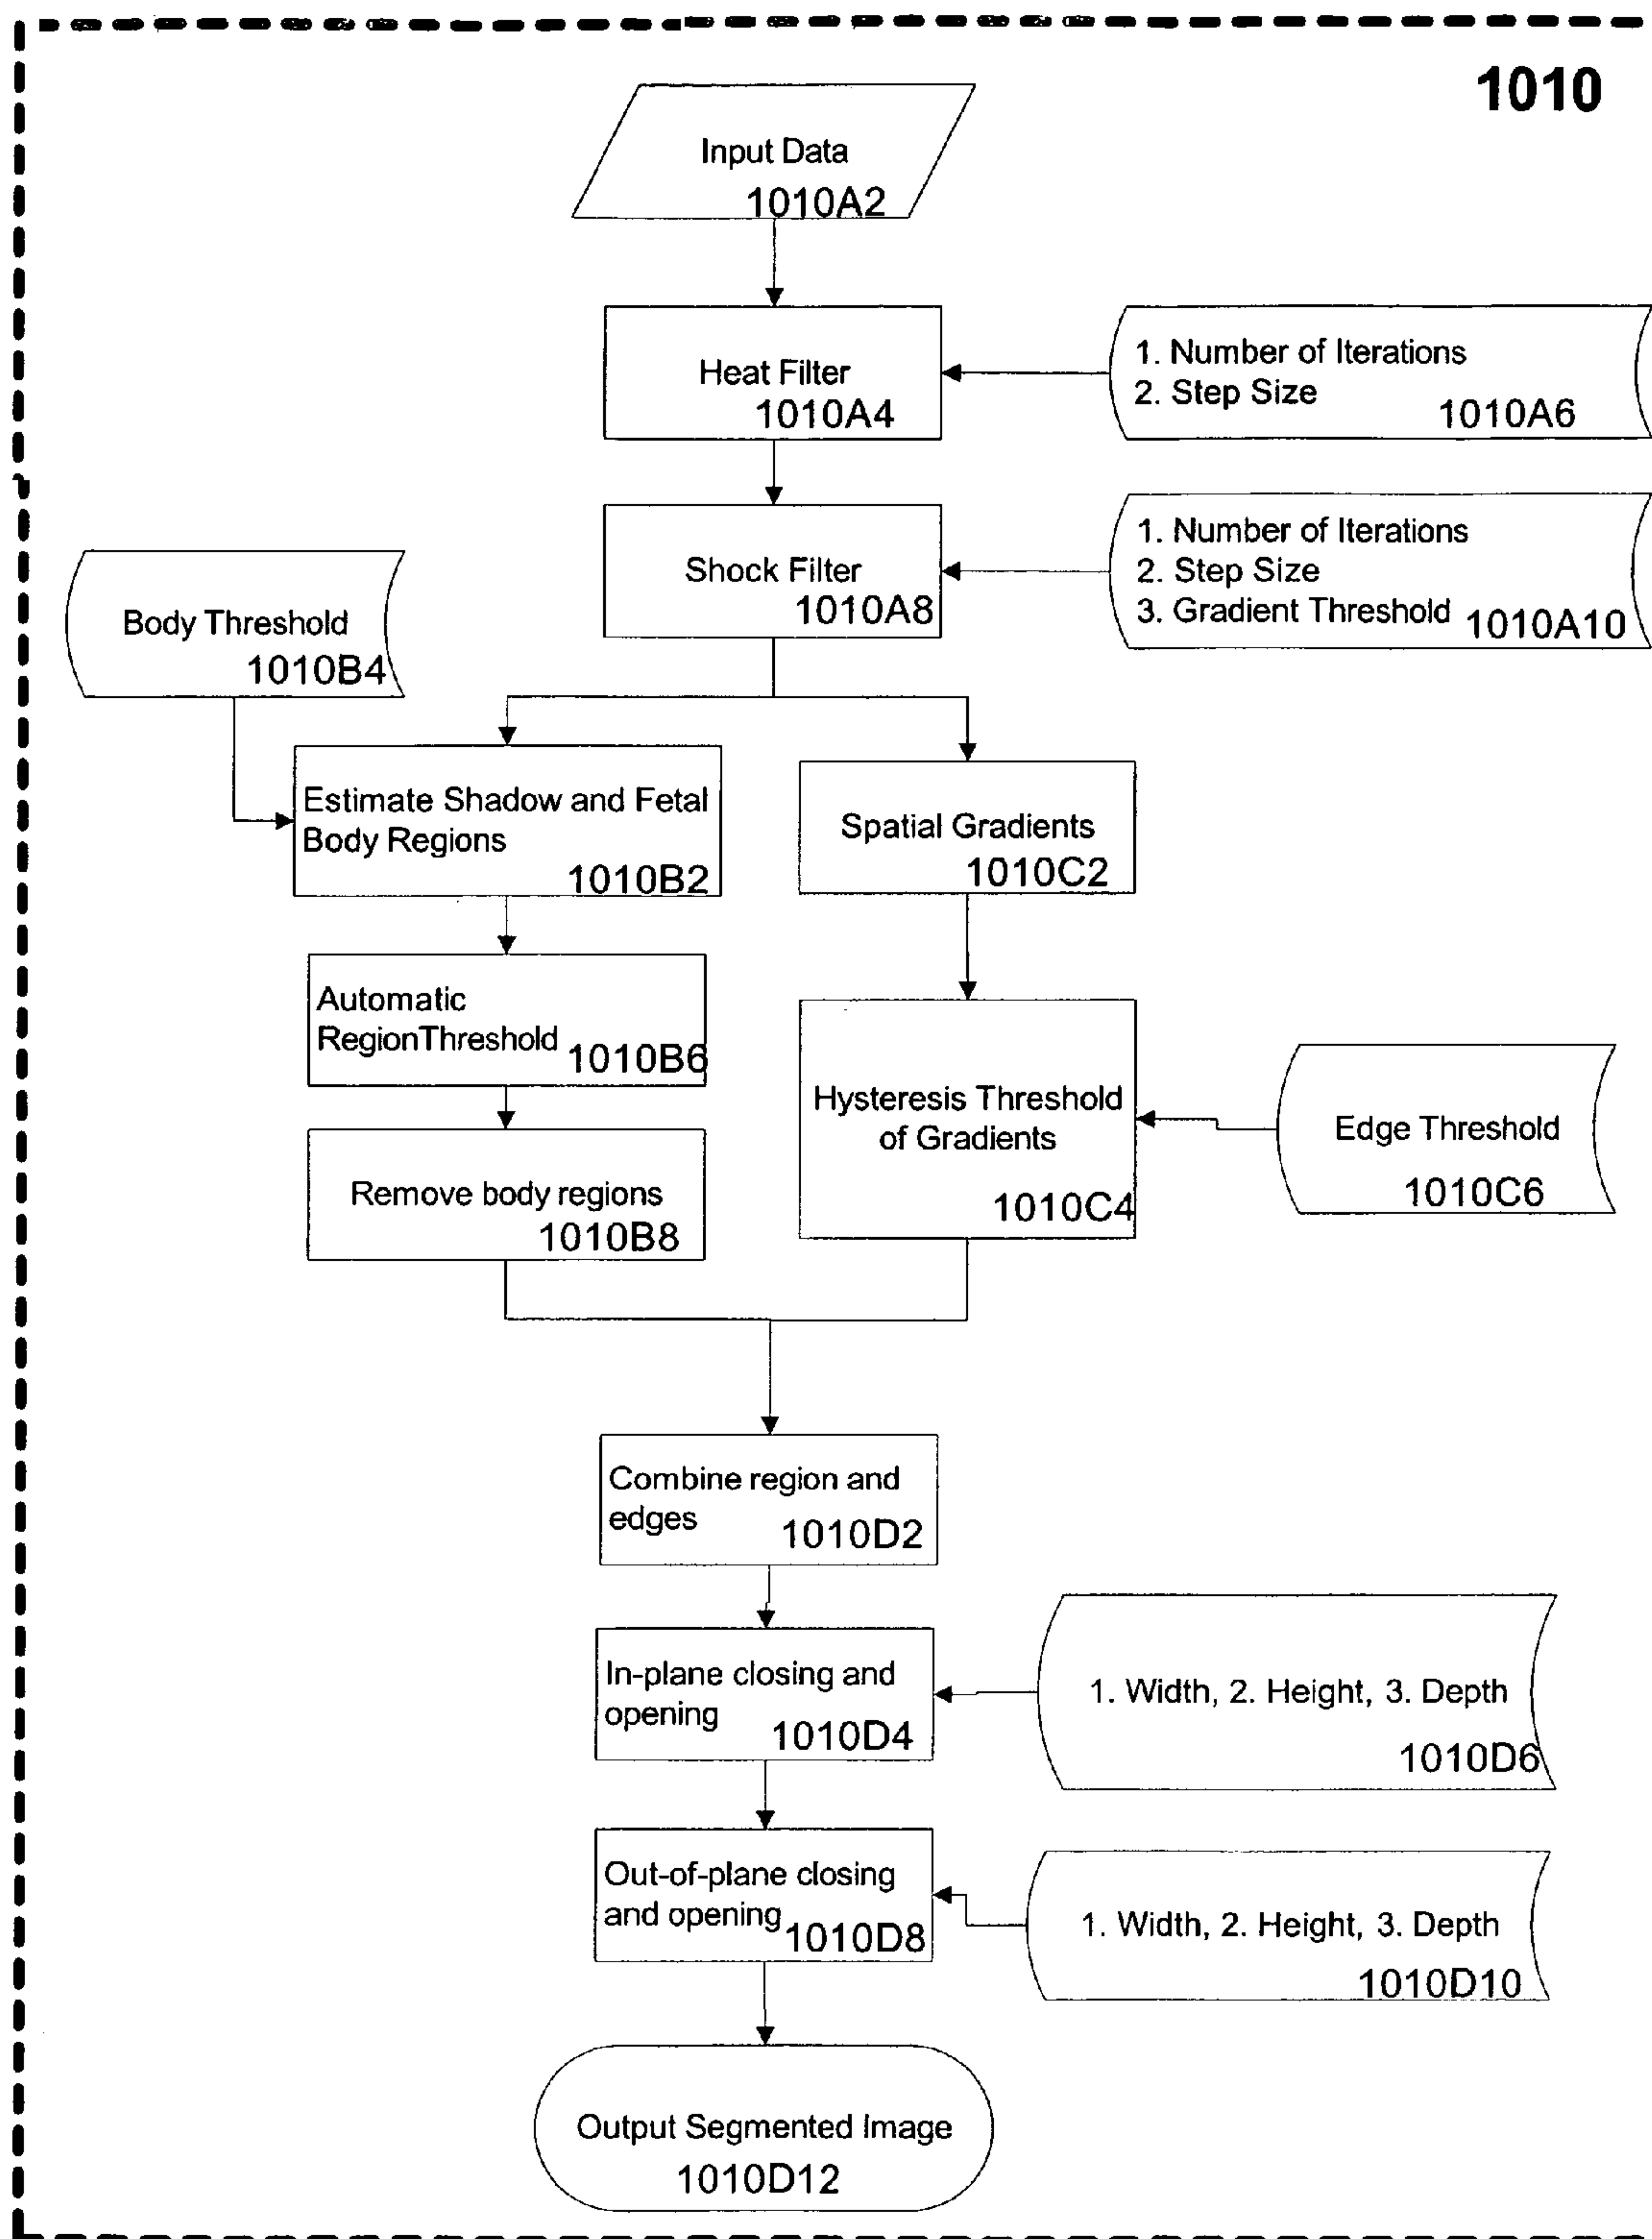 1010
Input Data
1010A2
Heat Filter
1010A4
1. Number of Iterations
2. Step Size
1010A6
Shock Filter
1010A8
1. Number of Iterations
2. Step Size
3. Gradient Threshold 1010A10
Body Threshold
1010B4
Estimate Shadow and Fetal
Body Regions
1010B2
Spatial Gradients
1010C2
Automatic
RegionThreshold 1010B6
Hysteresis Threshold
of Gradients
1010C4
Edge Threshold
1010C6
Remove body regions
1010B8
Combine region and
edges 1010D2
In-plane closing and
opening 1010D4
1. Width, 2. Height, 3. Depth
1010D6
Out-of-plane closing
and opening 1010D8
1. Width, 2. Height, 3. Depth
1010D10
Output Segmented Image
1010D12